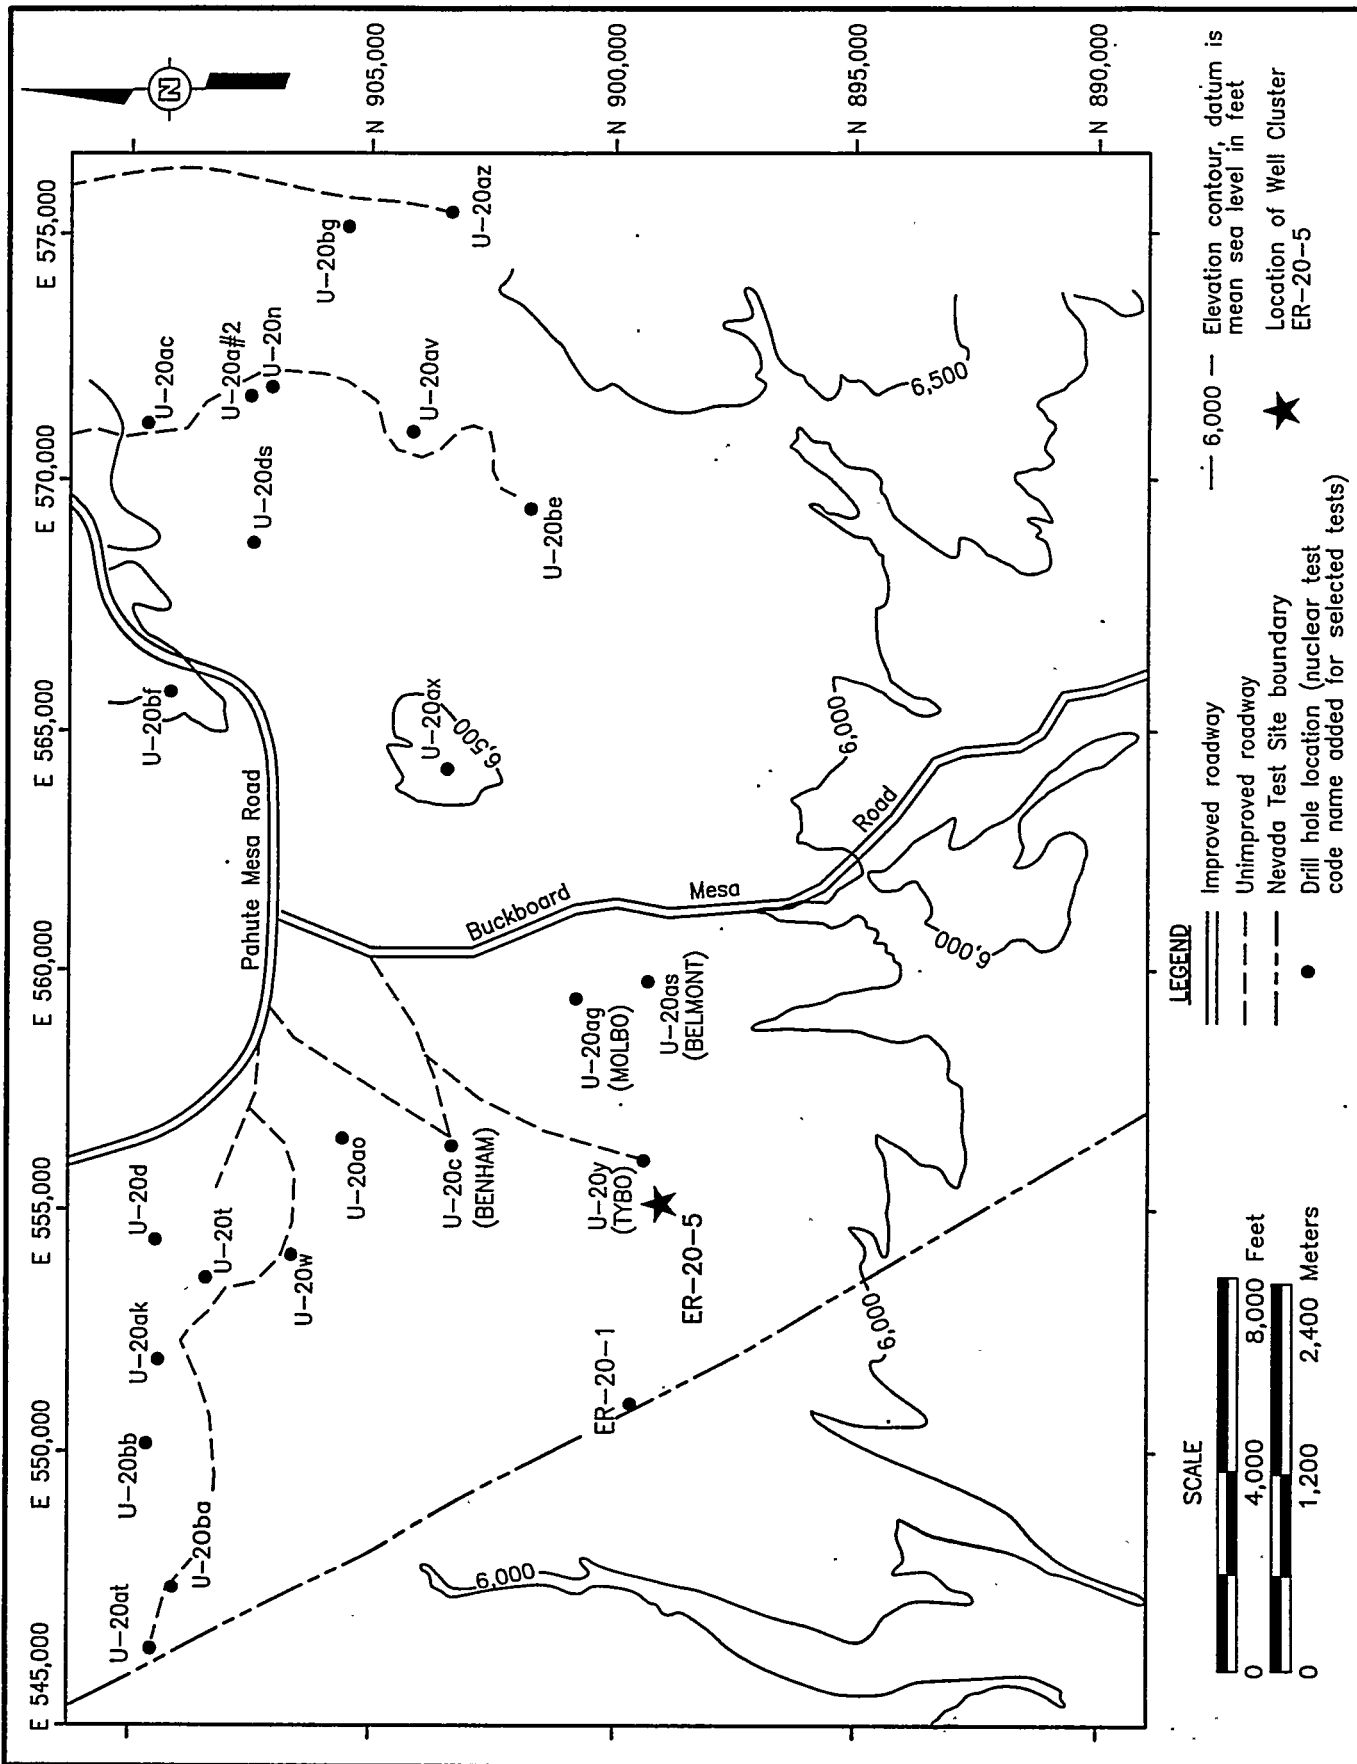 E 545,000
E 550,000
E 555,000
E 560,000
E 565,000
E 570,000
E 575,000
N
N 905,000
N 900,000
N 895,000
N 890,000
U-20at
U-20ba
U-20bb
U-20ak
U-20d
U-20t
U-20w
U-20ao
U-20c
(BENHAM)
U-20y
(TYBO)
ER-20-5
ER-20-1
U-20ag
(MOLBO)
U-20as
(BELMONT)
Pahute Mesa Road
Buckboard
Mesa
Road
U-20bf
U-20ax
6,500
U-20ds
U-20ac
U-20a#2
U-20n
U-20av
U-20be
U-20bg
U-20az
6,500
6,000
6,000
6,000
6,000
SCALE
0 4,000 8,000 Feet
0 1,200 2,400 Meters
LEGEND
Improved roadway
Unimproved roadway
Nevada Test Site boundary
Drill hole location (nuclear test
code name added for selected tests)
6,000 Elevation contour, datum is
mean sea level in feet
Location of Well Cluster
ER-20-5